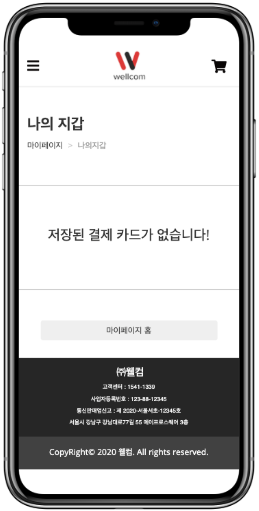 wellcom
나의 지갑
마이페이지 > 나의지갑
저장된 결제 카드가 없습니다!
마이페이지 홈
㈜웰컴
고객센터 : 1541-1339
사업자등록번호 : 123-88-12345
통신판매업신고 : 제 2020-서울서초-12345호
서울시 강남구 강남대로77길 55 에이프로스퀘어 3층
CopyRight© 2020 웰컴. All rights reserved.